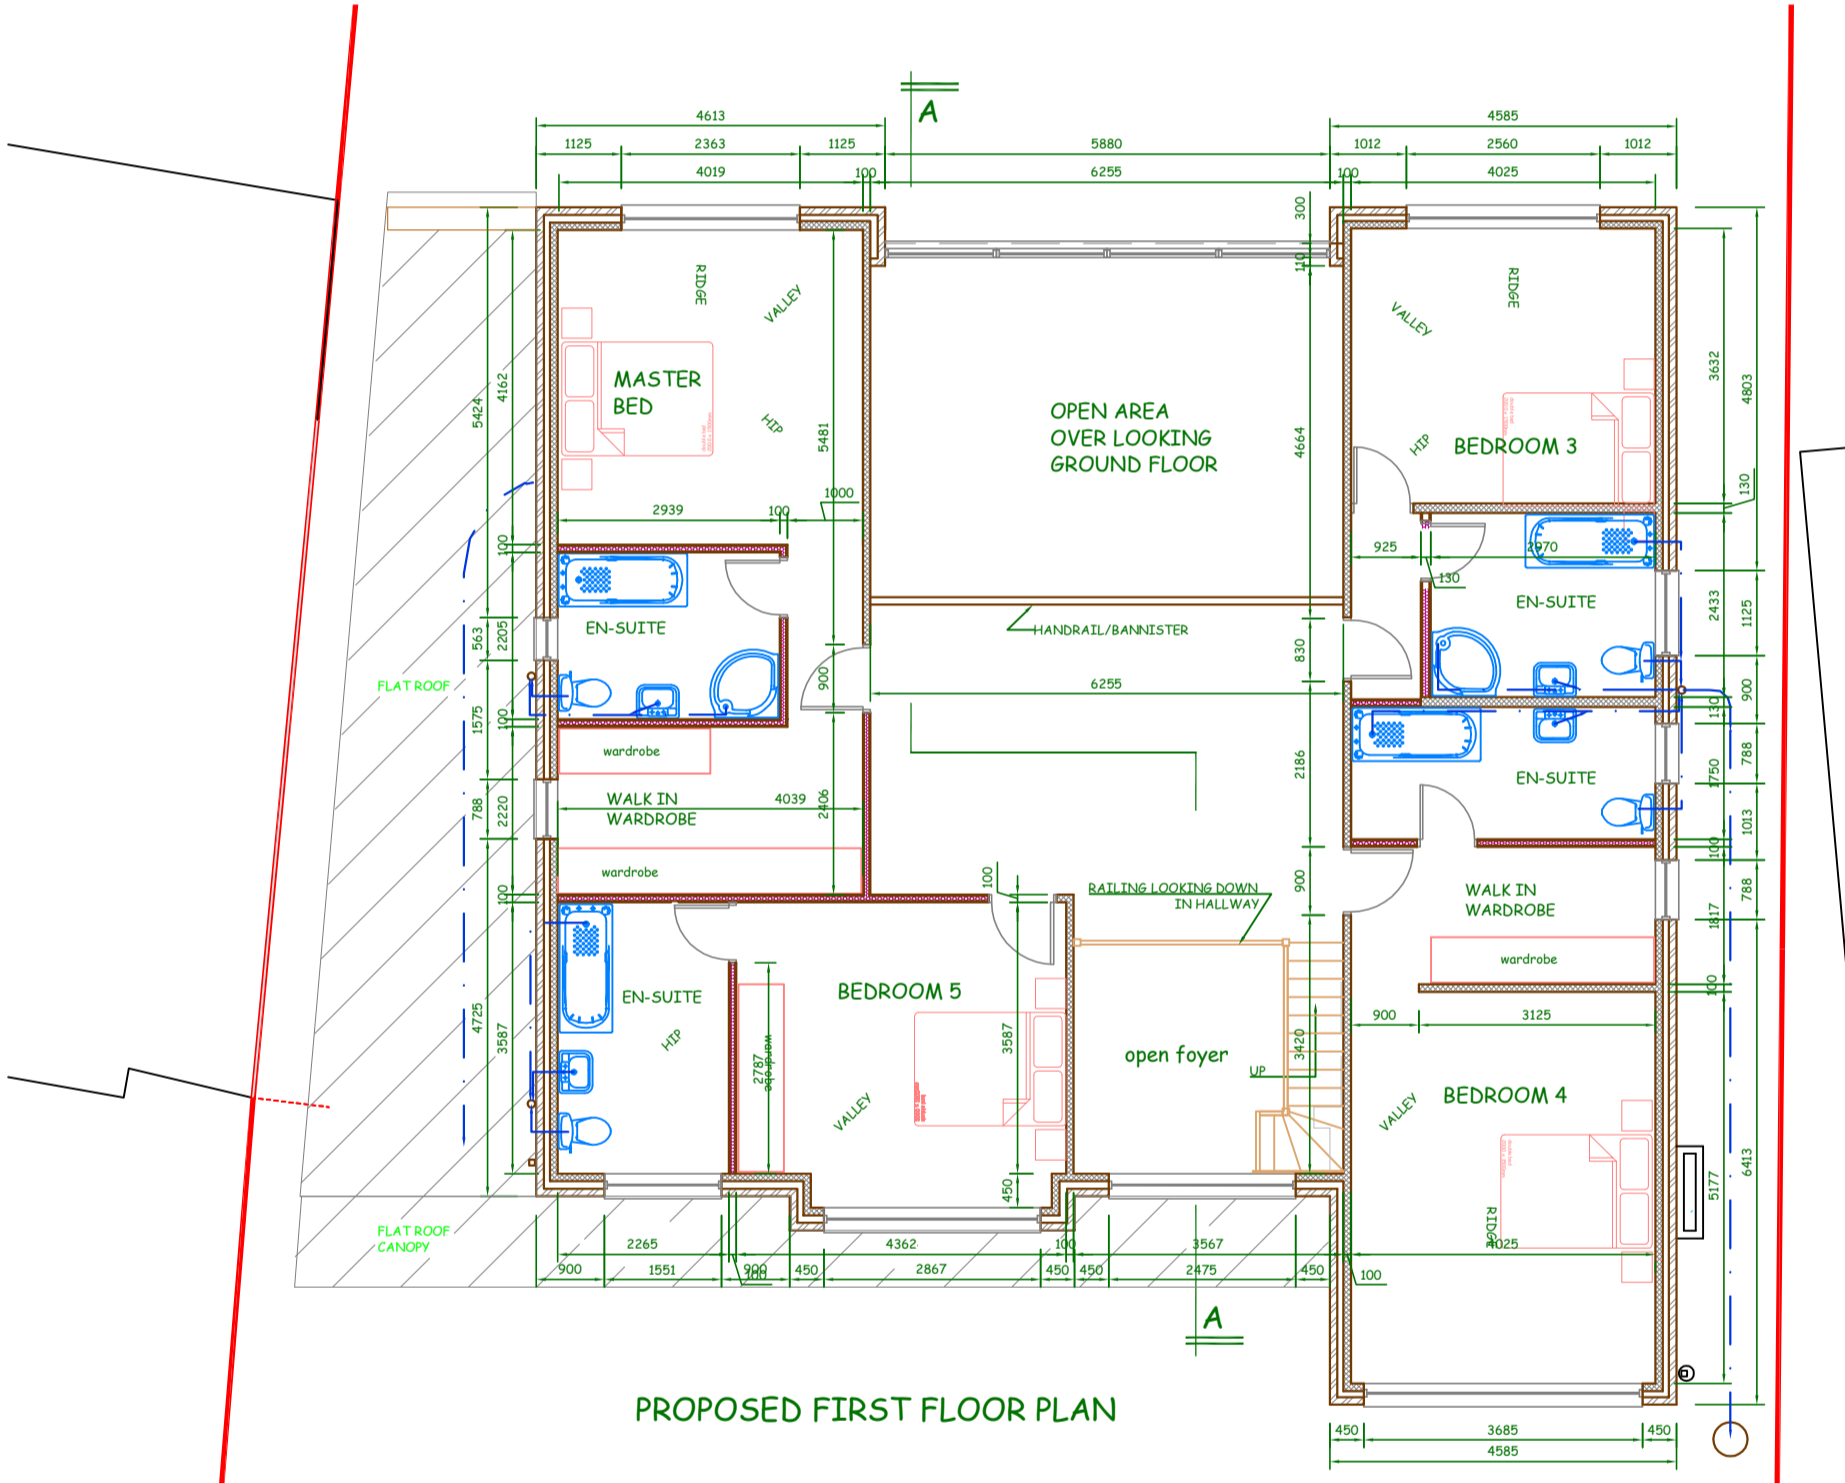 A
4613
4585
1125
2363
1125
5880
1012
2560
1012
4019
100
6255
100
4025
300
110
RIDGE
VALLEY
RIDGE
VALLEY
MASTER
BED
HIP
5424
4162
5481
OPEN AREA
OVER LOOKING
GROUND FLOOR
4664
HIP
BEDROOM 3
3632
4803
130
2939
100
1000
100
925
2970
130
EN-SUITE
EN-SUITE
HANDRAIL/BANNISTER
563
2205
830
2433
1125
FLAT ROOF
900
6255
900
1575
100
130
wardrobe
2186
EN-SUITE
788
1750
WALK IN
WARDROBE
4039
2406
788
2220
1013
100
wardrobe
100
100
RAILING LOOKING DOWN
IN HALLWAY
900
WALK IN
WARDROBE
788
1817
wardrobe
100
EN-SUITE
BEDROOM 5
HIP
4725
3587
2787
wardrobe
3587
open foyer
UP
3420
900
3125
BEDROOM 4
VALLEY
VALLEY
5177
6413
450
RIDGE
FLAT ROOF
CANOPY
2265
4362
100
3567
4025
900
1551
900
100
450
2867
450
450
2475
450
100
A
PROPOSED FIRST FLOOR PLAN
450
3685
450
4585